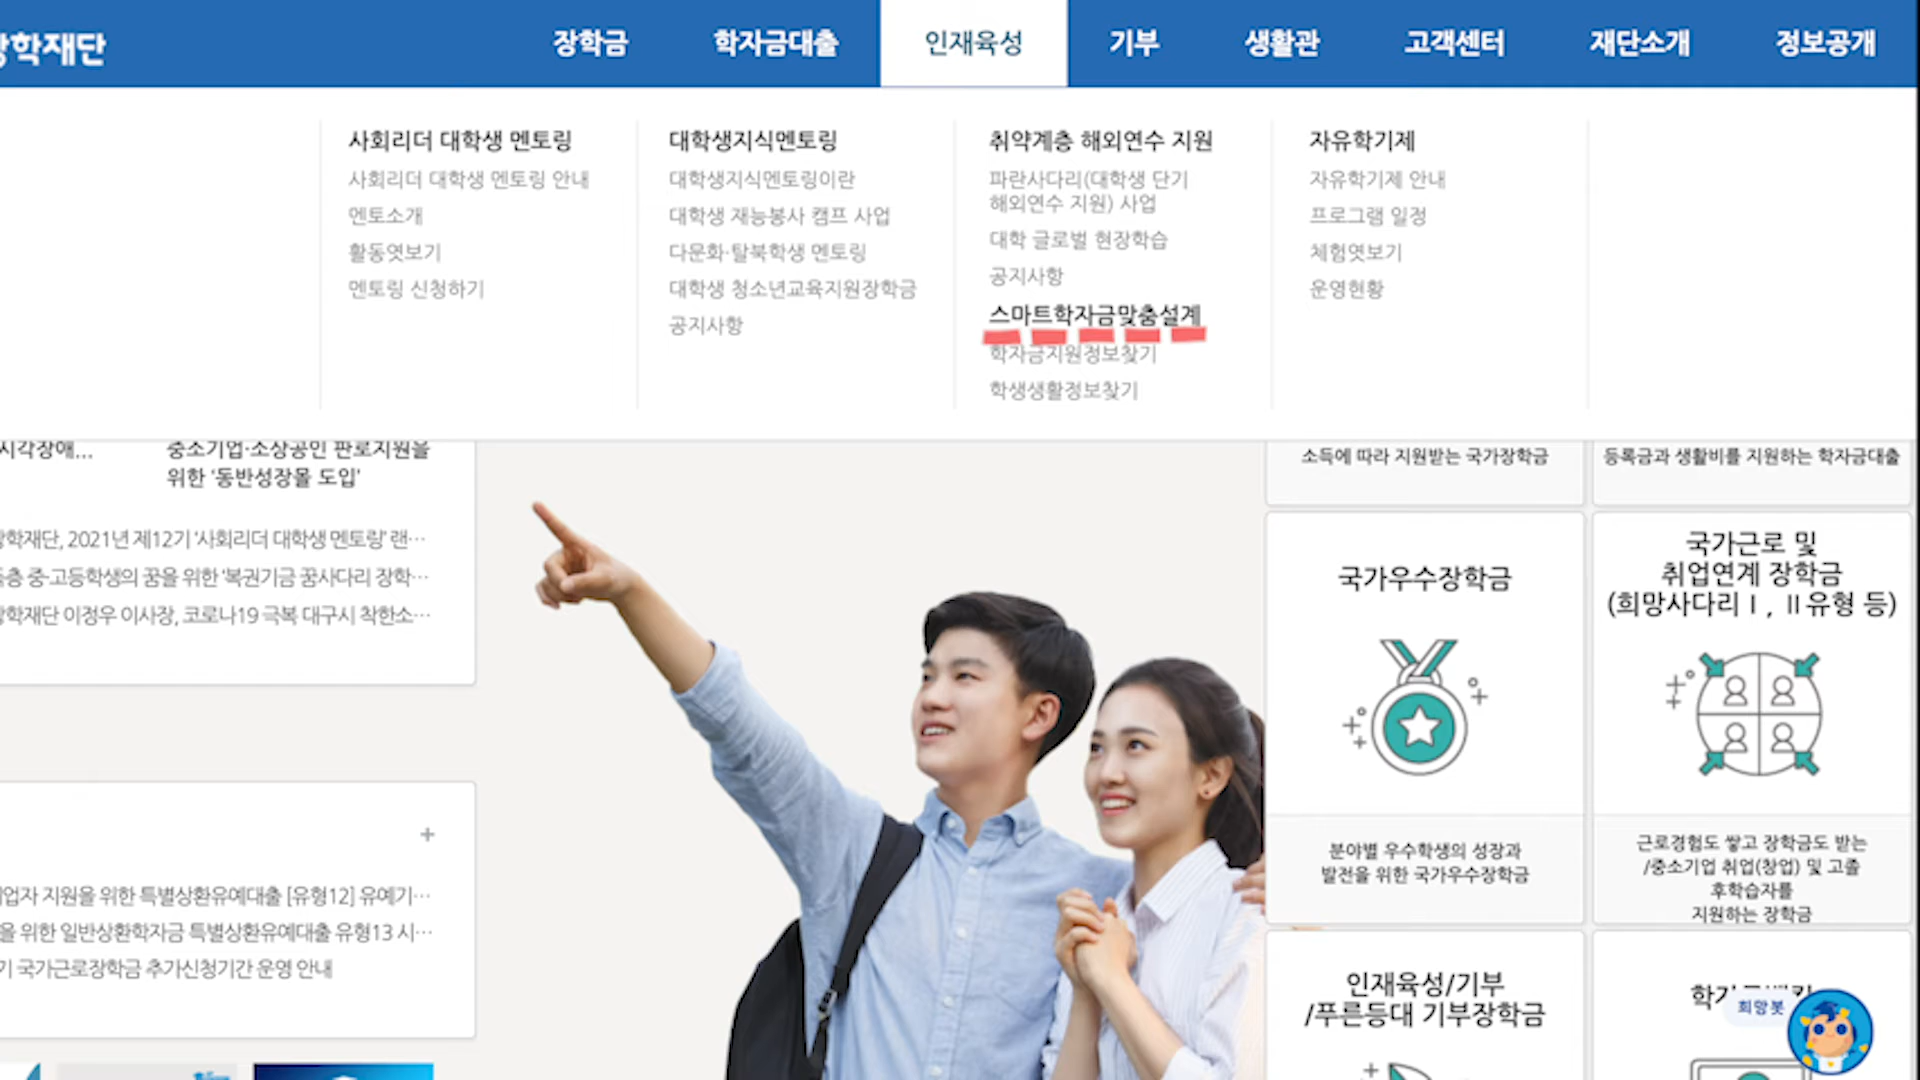 장학재단
장학금
학자금대출
인재육성
기부
생활관
고객센터
재단소개
정보공개
사회리더 대학생 멘토링
사회리더 대학생 멘토링 안내
멘토소개
활동엿보기
멘토링 신청하기
대학생지식멘토링
대학생지식멘토링이란
대학생 재능봉사 캠프 사업
다문화·탈북학생 멘토링
대학생 청소년교육지원장학금
공지사항
취약계층 해외연수 지원
파란사다리(대학생 단기
해외연수 지원) 사업
대학 글로벌 현장학습
공지사항
스마트학자금맞춤설계
학자금지원정보찾기
학생생활정보찾기
자유학기제
자유학기제 안내
프로그램 일정
체험엿보기
운영현황
시각장애...
중소기업·소상공인 판로지원을
위한 '동반성장몰 도입'
장학재단, 2021년 제12기 '사회리더 대학생 멘토링' 랜…
층 중·고등학생의 꿈을 위한 '복권기금 꿈사다리 장학…
장학재단 이정우 이사장, 코로나19 극복 대구시 착한소…
+
업자 지원을 위한 특별상환유예대출 [유형12] 유예기…
을 위한 일반상환학자금 특별상환유예대출 유형13 시…
기 국가근로장학금 추가신청기간 운영 안내
소득에 따라 지원받는 국가장학금
등록금과 생활비를 지원하는 학자금대출
국가우수장학금
분야별 우수학생의 성장과
발전을 위한 국가우수장학금
국가근로 및
취업연계 장학금
(희망사다리Ⅰ, Ⅱ유형 등)
근로경험도 쌓고 장학금도 받는
/중소기업 취업(창업) 및 고졸
후학습자를
지원하는 장학금
인재육성/기부
/푸른등대 기부장학금
희망봇